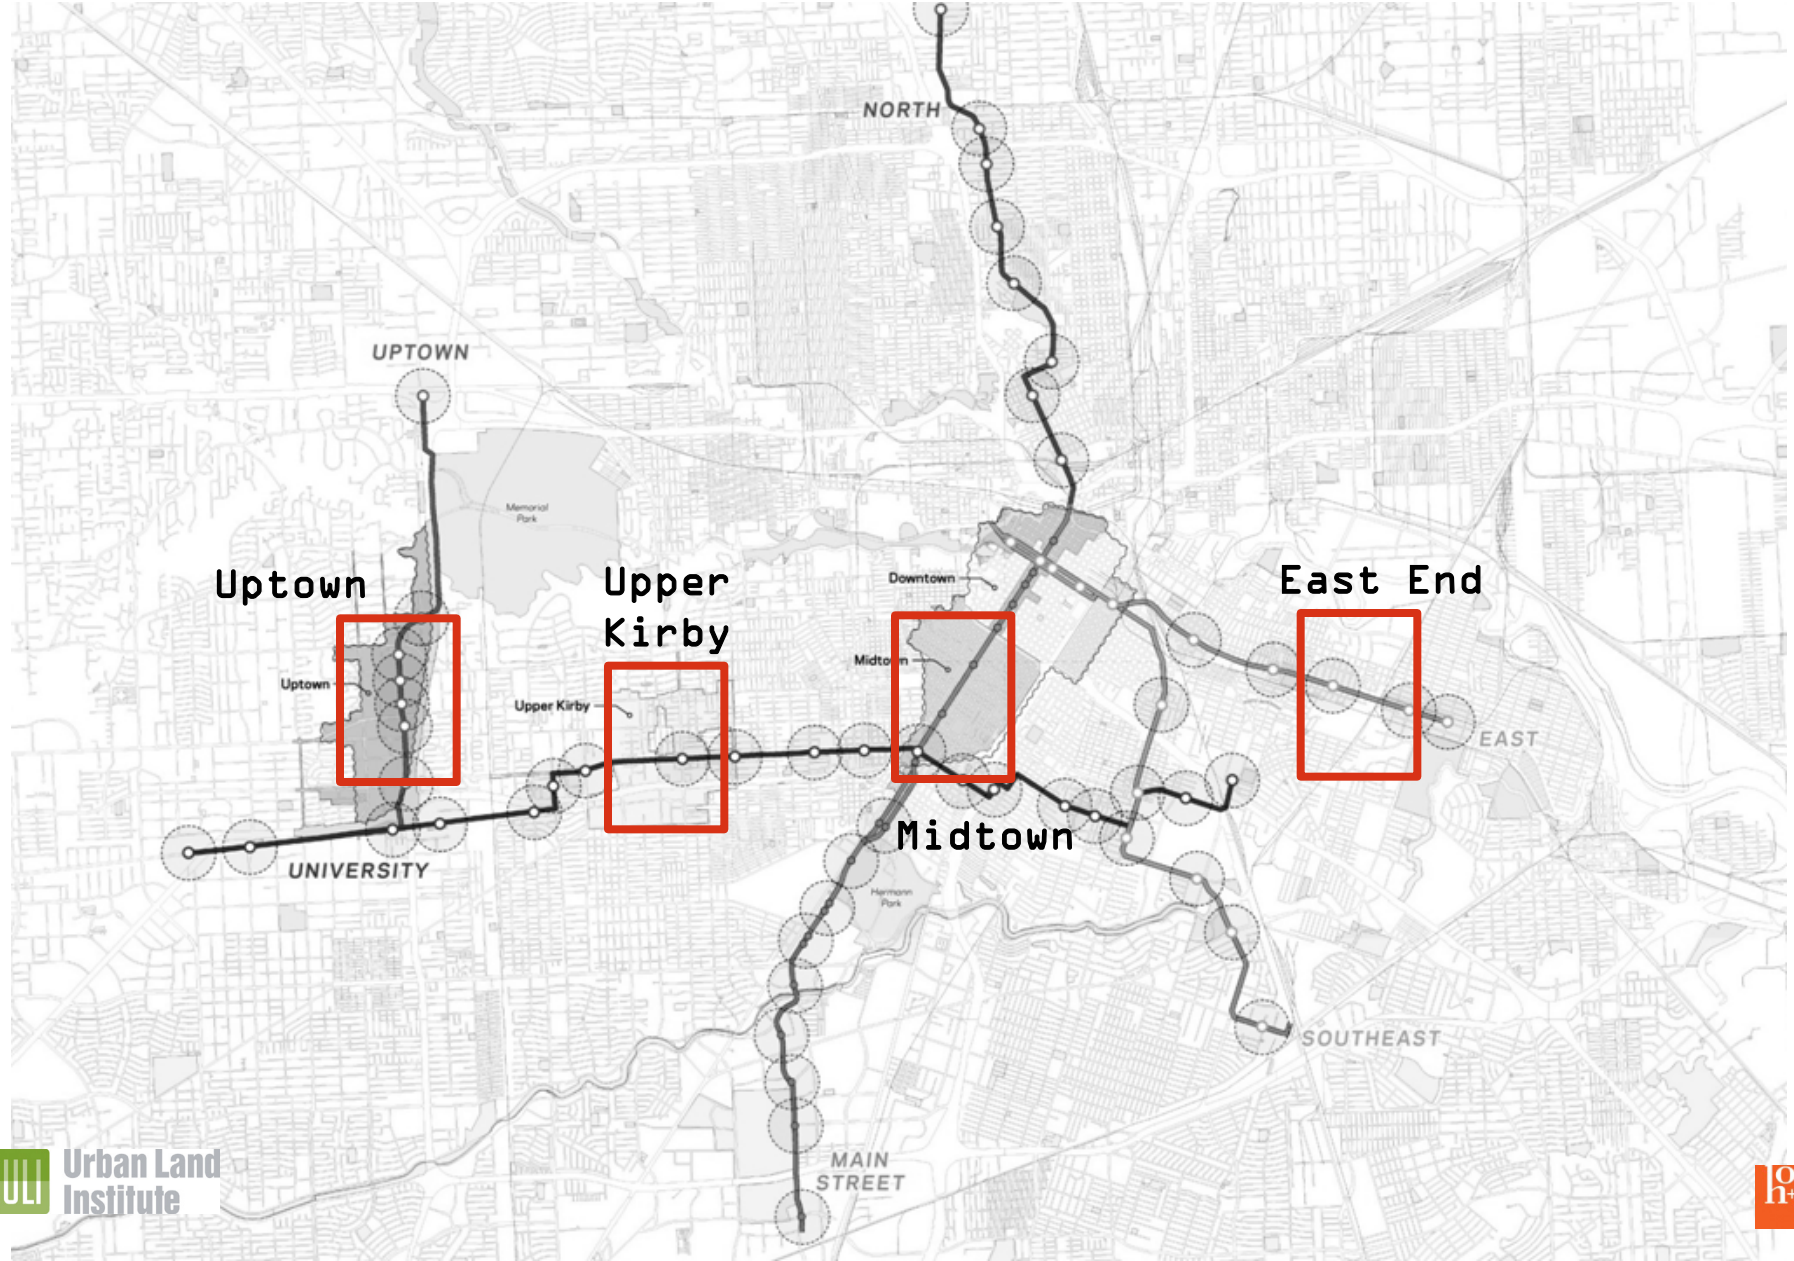 NORTH
UPTOWN
Memorial
Park
Uptown
Upper
Kirby
Downtown
East End
Midtown
Uptown
Upper Kirby
EAST
UNIVERSITY
Midtown
Hermann
Park
SOUTHEAST
MAIN
STREET
ULI
Urban Land
Institute